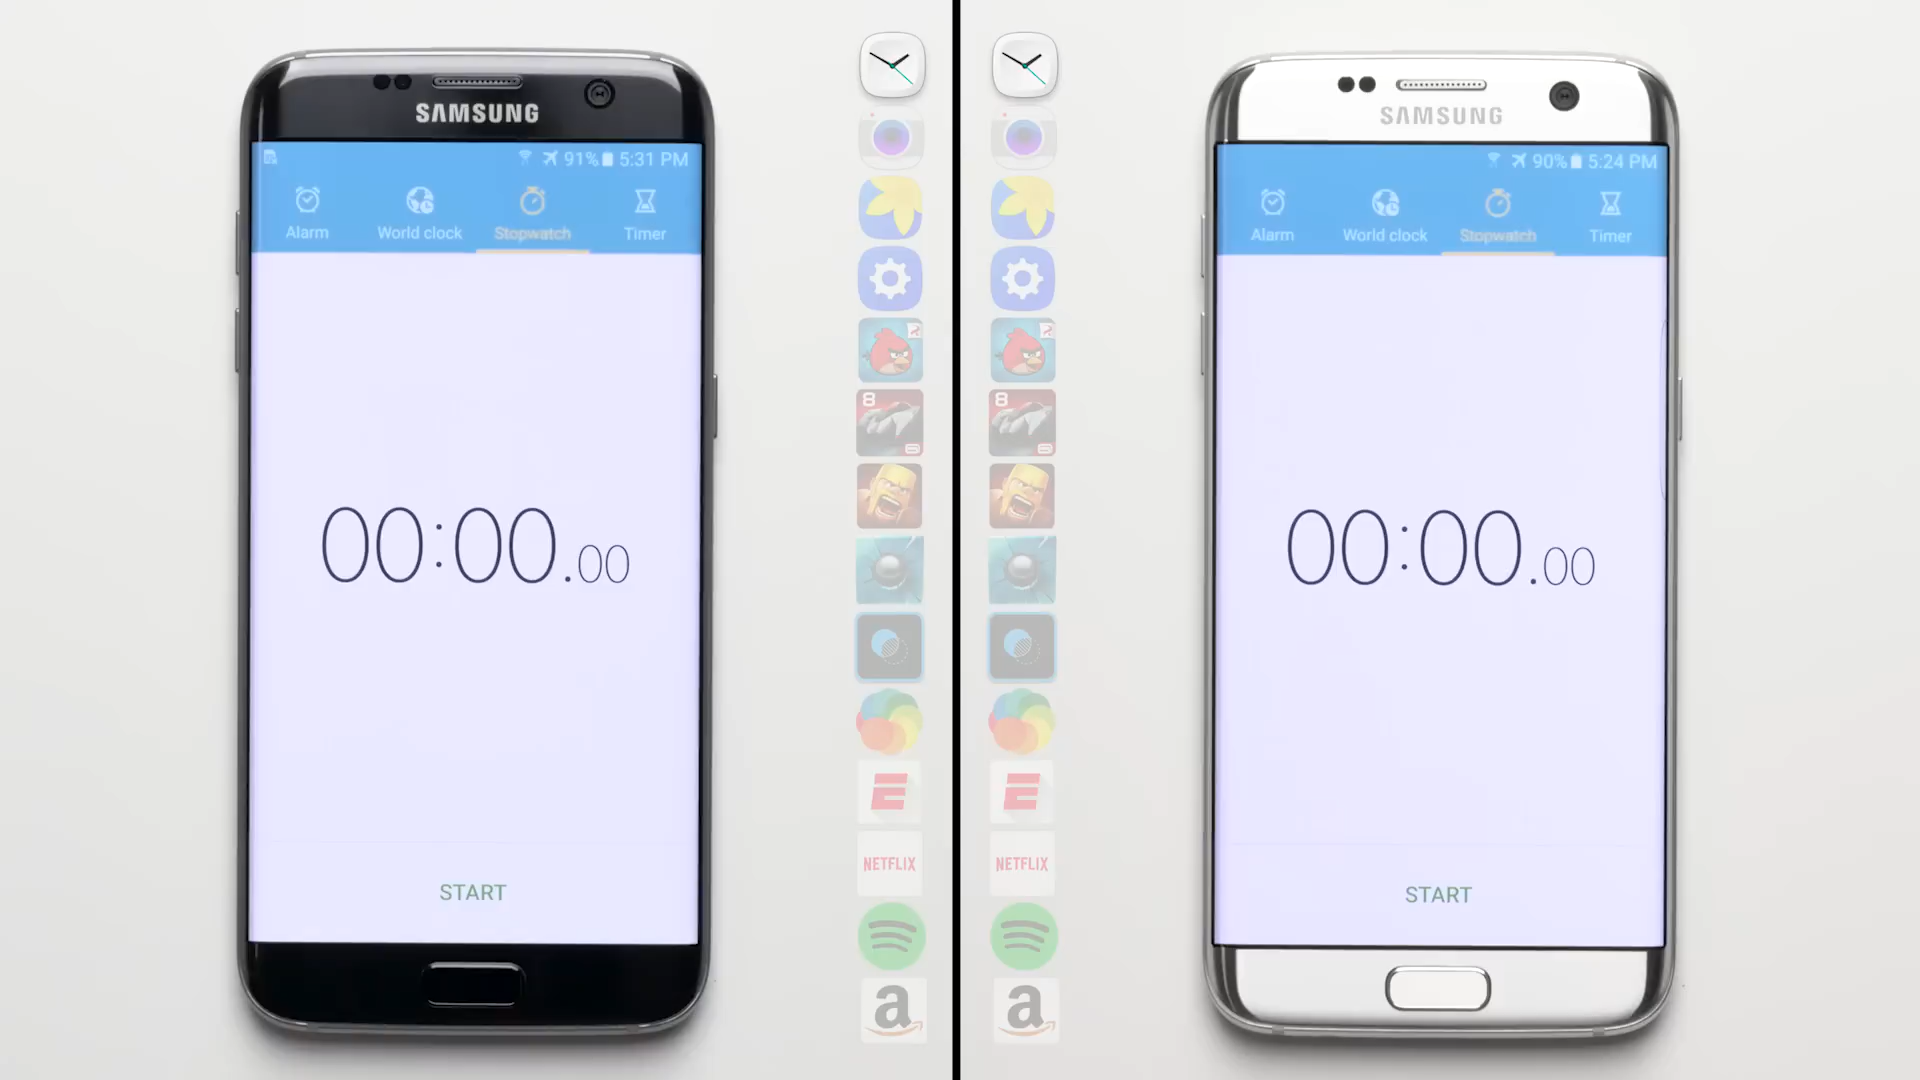 SAMSUNG
91% 5:31 PM
Alarm World clock Stopwatch Timer
00:00.00
START
8
E
NETFLIX
a
8
E
NETFLIX
a
SAMSUNG
90% 5:24 PM
Alarm World clock Stopwatch Timer
00:00.00
START